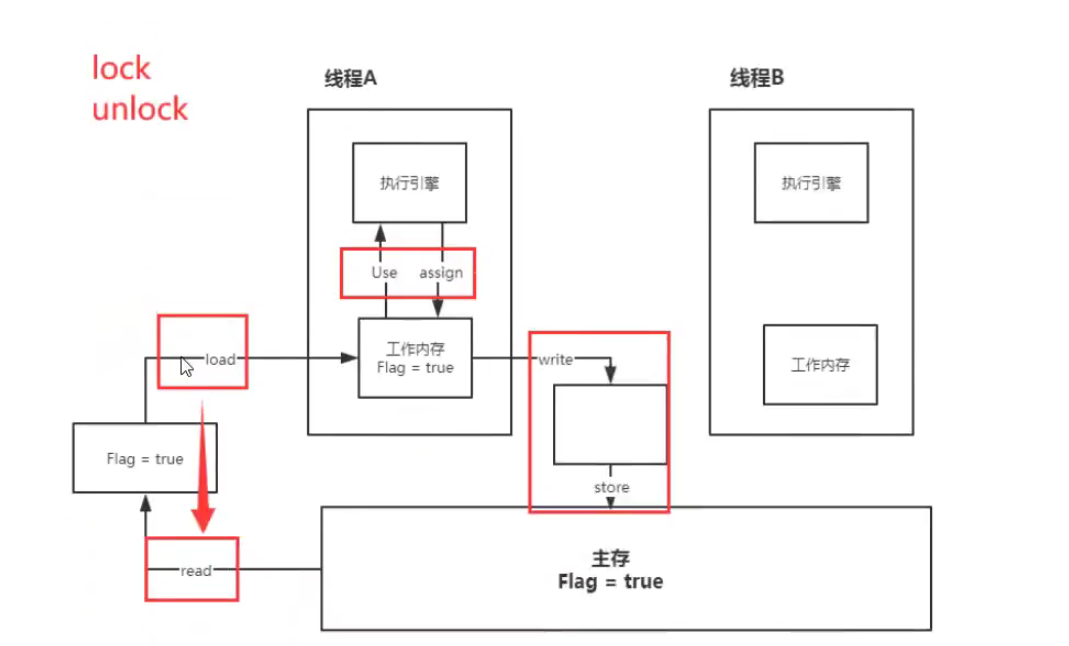 lock
unlock
线程A
线程B
执行引擎
执行引擎
Use
assign
load
工作内存
Flag = true
write
工作内存
Flag = true
store
read
主存
Flag = true